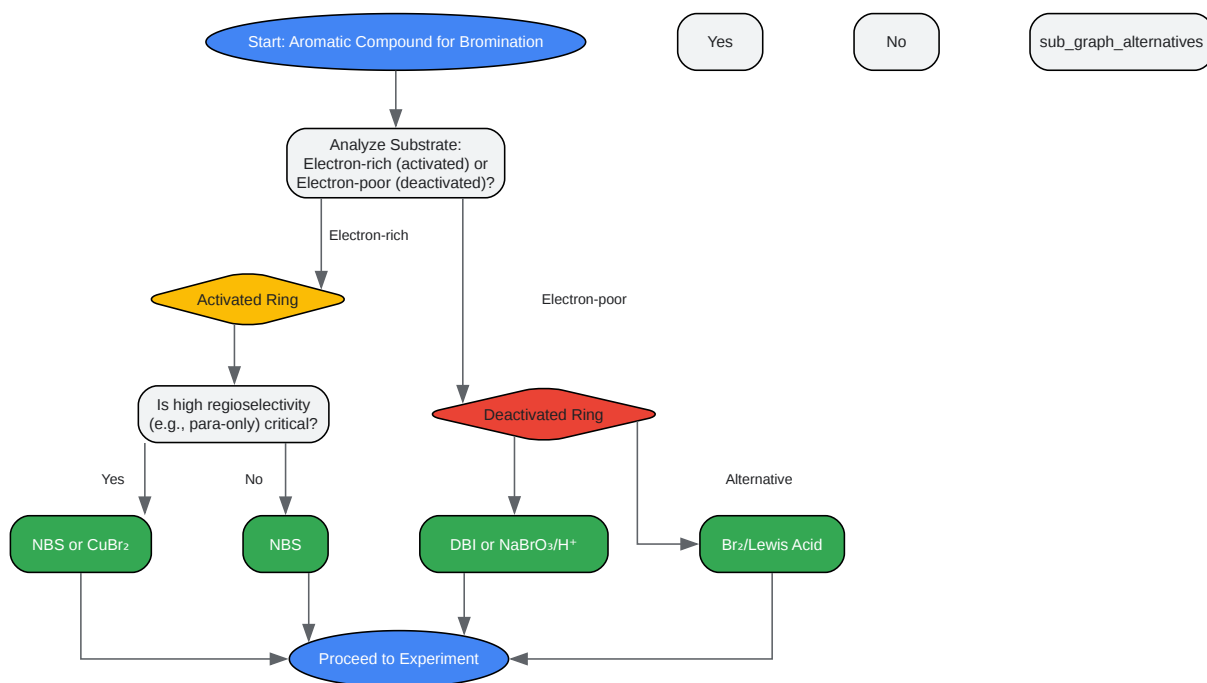 Start: Aromatic Compound for Bromination
Yes
No
sub_graph_alternatives
Analyze Substrate:
Electron-rich (activated) or
Electron-poor (deactivated)?
Electron-rich
Activated Ring
Electron-poor
Is high regioselectivity
(e.g., para-only) critical?
Deactivated Ring
Yes
No
Alternative
NBS or CuBr₂
NBS
DBI or NaBrO₃/H⁺
Br₂/Lewis Acid
Proceed to Experiment